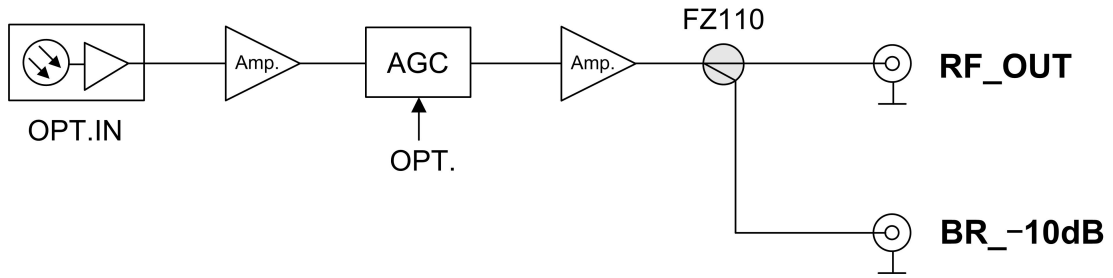 FZ110
Amp.
AGC
Amp.
RF_OUT
OPT.IN
OPT.
BR_−10dB